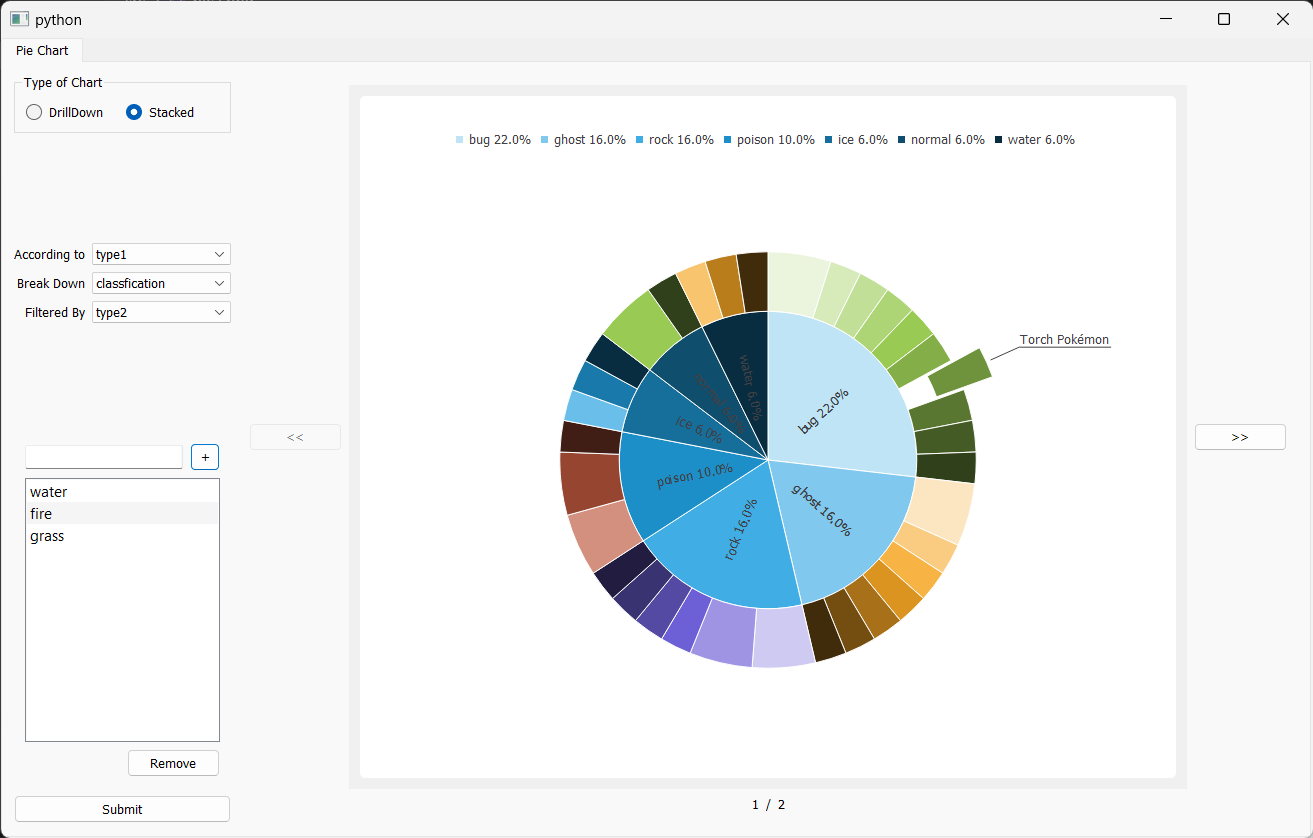 python
Pie Chart
Type of Chart
DrillDown
Stacked
According to
type1
Break Down
classfication
Filtered By
type2
+
water
fire
grass
Remove
Submit
<<
bug 22.0% ghost 16.0% rock 16.0% poison 10.0% ice 6.0% normal 6.0% water 6.0%
Torch Pokémon
bug 22.0%
ghost 16.0%
rock 16.0%
poison 10.0%
ice 6.0%
normal 6.0%
water 6.0%
>>
1 / 2